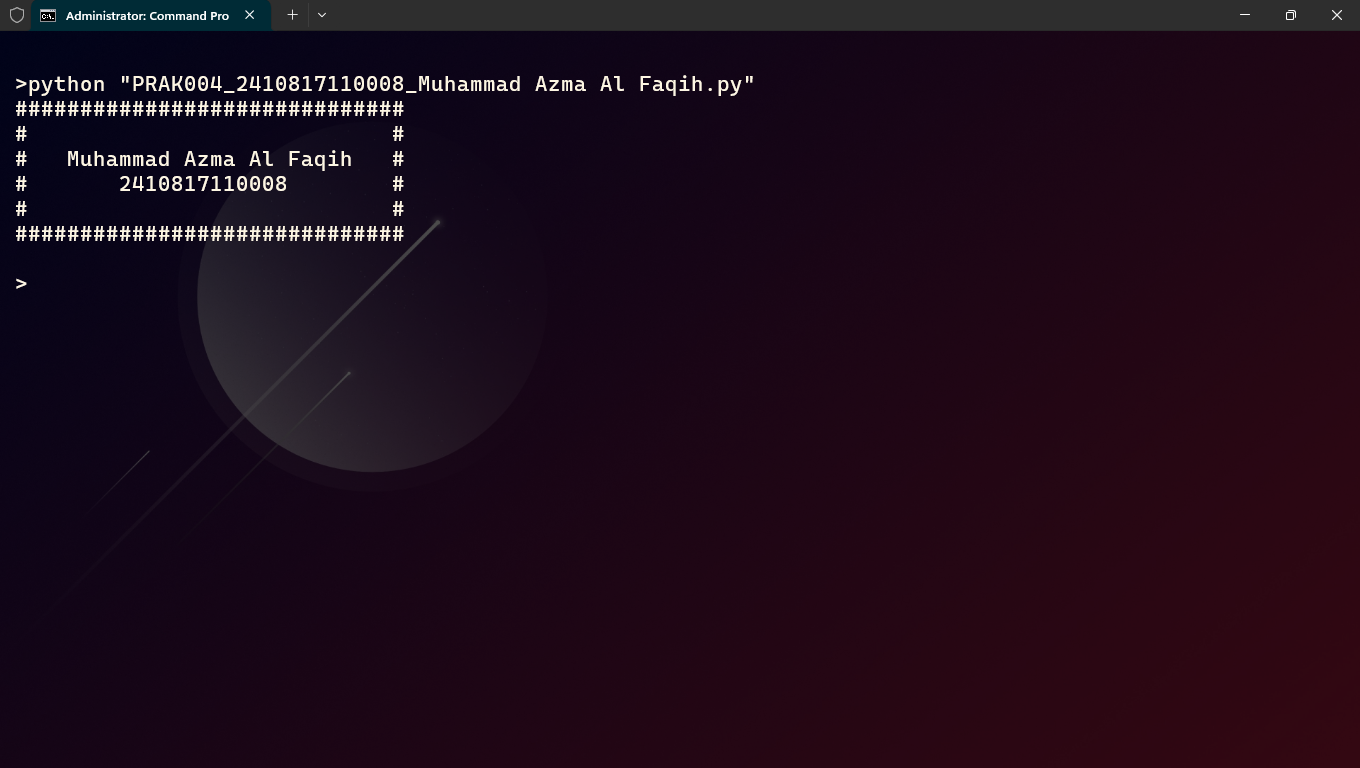 Administrator: Command Pro
>python "PRAK004_2410817110008_Muhammad Azma Al Faqih.py"
##############################
#                            #
#   Muhammad Azma Al Faqih   #
#       2410817110008        #
#                            #
##############################
>